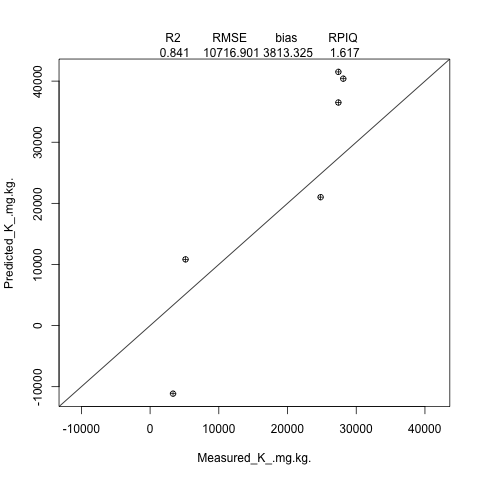 R2 RMSE bias RPIQ
0.841 10716.901 3813.325 1.617
Predicted_K_.mg.kg.
40000
30000
20000
10000
0
-10000
-10000 0 10000 20000 30000 40000
Measured_K_.mg.kg.